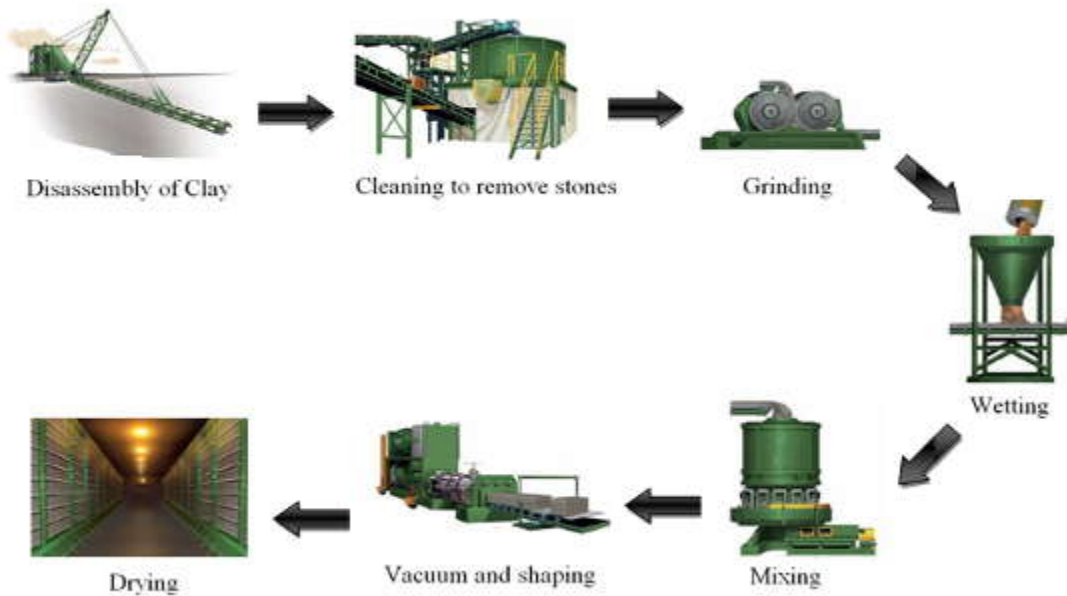 Disassembly of Clay
Cleaning to remove stones
Grinding
Wetting
Mixing
Vacuum and shaping
Drying